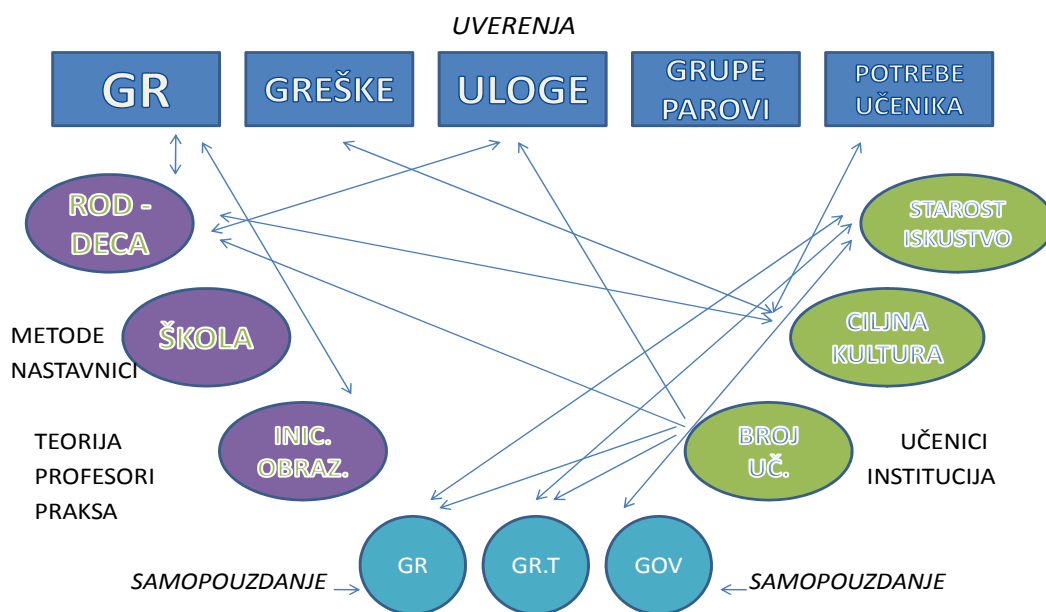 UVERENJA
GR
GREŠKE
ULOGE
GRUPE
PAROVI
POTREBE
UČENIKA
ROD -
DECA
STAROST
ISKUSTVO
METODE
NASTAVNICI
ŠKOLA
CILJNA
KULTURA
TEORIJA
PROFESORI
PRAKSA
INIC.
OBRAZ.
BROJ
UČ.
UČENICI
INSTITUCIJA
GR
GR.T
GOV
SAMOPOUZDANJE
SAMOPOUZDANJE